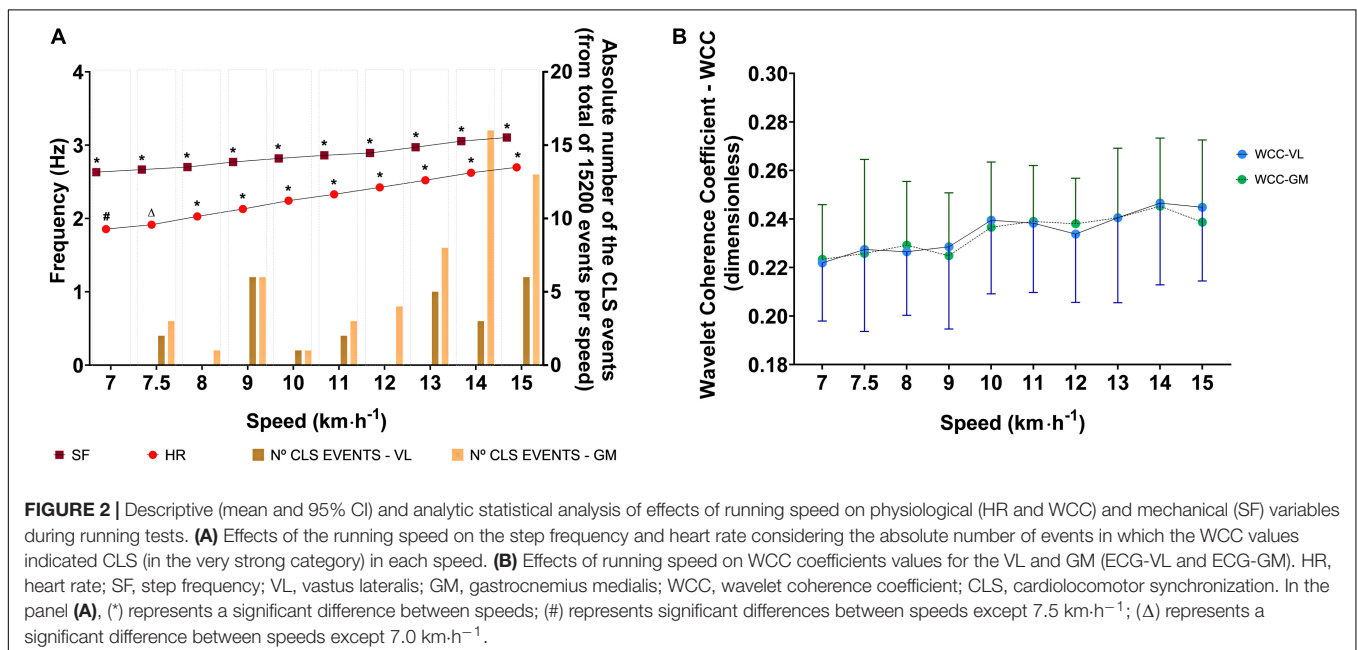 A
Frequency (Hz)
4
3
2
1
0
* * * * * * * * * *
# Δ * * * * * * * *
20
15
10
5
0
Absolute number of the CLS events
(from total of 15200 events per speed)
7 7.5 8 9 10 11 12 13 14 15
Speed (km·h-1)
SF HR Nº CLS EVENTS - VL Nº CLS EVENTS - GM
B
Wavelet Coherence Coefficient - WCC
(dimensionless)
0.30
0.28
0.26
0.24
0.22
0.20
0.18
7 7.5 8 9 10 11 12 13 14 15
Speed (km·h-1)
WCC-VL
WCC-GM
FIGURE 2 | Descriptive (mean and 95% CI) and analytic statistical analysis of effects of running speed on physiological (HR and WCC) and mechanical (SF) variables
during running tests. (A) Effects of the running speed on the step frequency and heart rate considering the absolute number of events in which the WCC values
indicated CLS (in the very strong category) in each speed. (B) Effects of running speed on WCC coefficients values for the VL and GM (ECG-VL and ECG-GM). HR,
heart rate; SF, step frequency; VL, vastus lateralis; GM, gastrocnemius medialis; WCC, wavelet coherence coefficient; CLS, cardiolocomotor synchronization. In the
panel (A), (*) represents a significant difference between speeds; (#) represents significant differences between speeds except 7.5 km·h−1; (Δ) represents a
significant difference between speeds except 7.0 km·h−1.